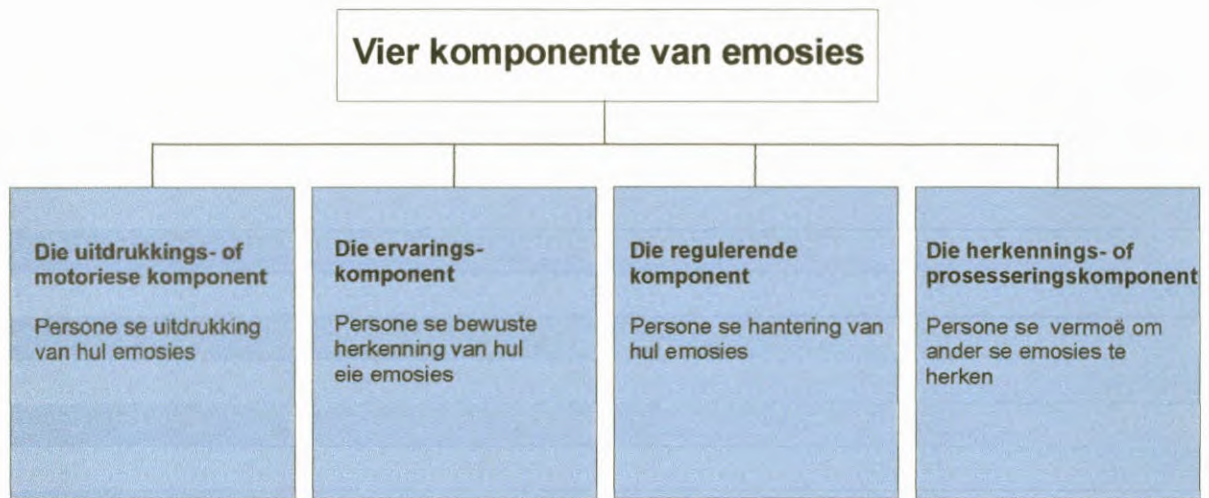 Vier komponente van emosies
Die uitdrukkings- of
motoriese komponent
Persone se uitdrukking
van hul emosies
Die ervarings-
komponent
Persone se bewuste
herkenning van hul
eie emosies
Die regulerende
komponent
Persone se hantering van
hul emosies
Die herkennings- of
prosesseringskomponent
Persone se vermoë om
ander se emosies te
herken